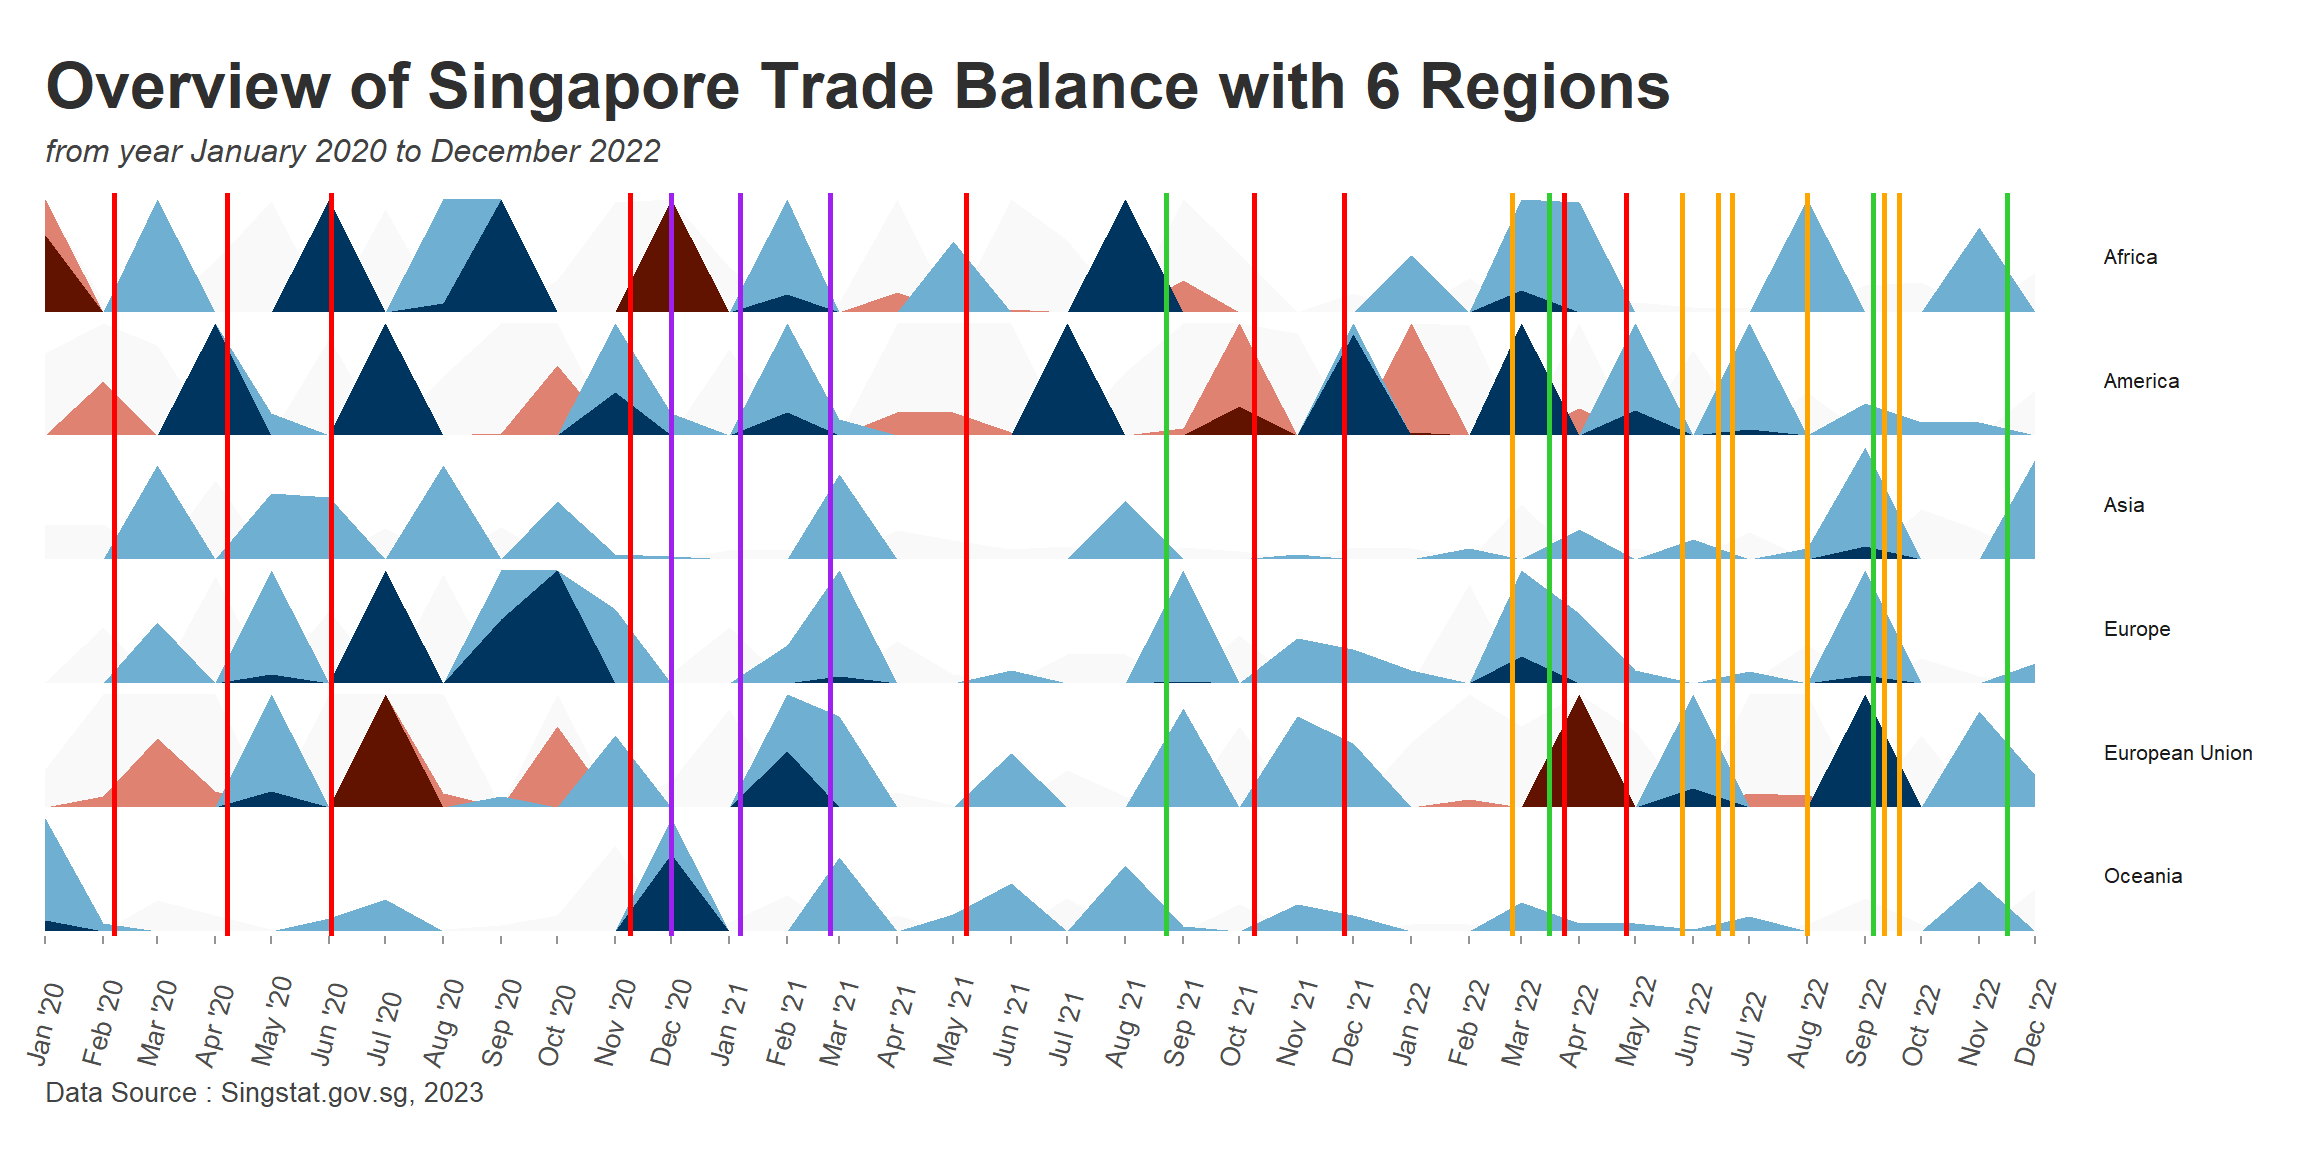 Overview of Singapore Trade Balance with 6 Regions
from year January 2020 to December 2022
Africa
America
Asia
Europe
European Union
Oceania
Jan '20
Feb '20
Mar '20
Apr '20
May '20
Jun '20
Jul '20
Aug '20
Sep '20
Oct '20
Nov '20
Dec '20
Jan '21
Feb '21
Mar '21
Apr '21
May '21
Jun '21
Jul '21
Aug '21
Sep '21
Oct '21
Nov '21
Dec '21
Jan '22
Feb '22
Mar '22
Apr '22
May '22
Jun '22
Jul '22
Aug '22
Sep '22
Oct '22
Nov '22
Dec '22
Data Source : Singstat.gov.sg, 2023